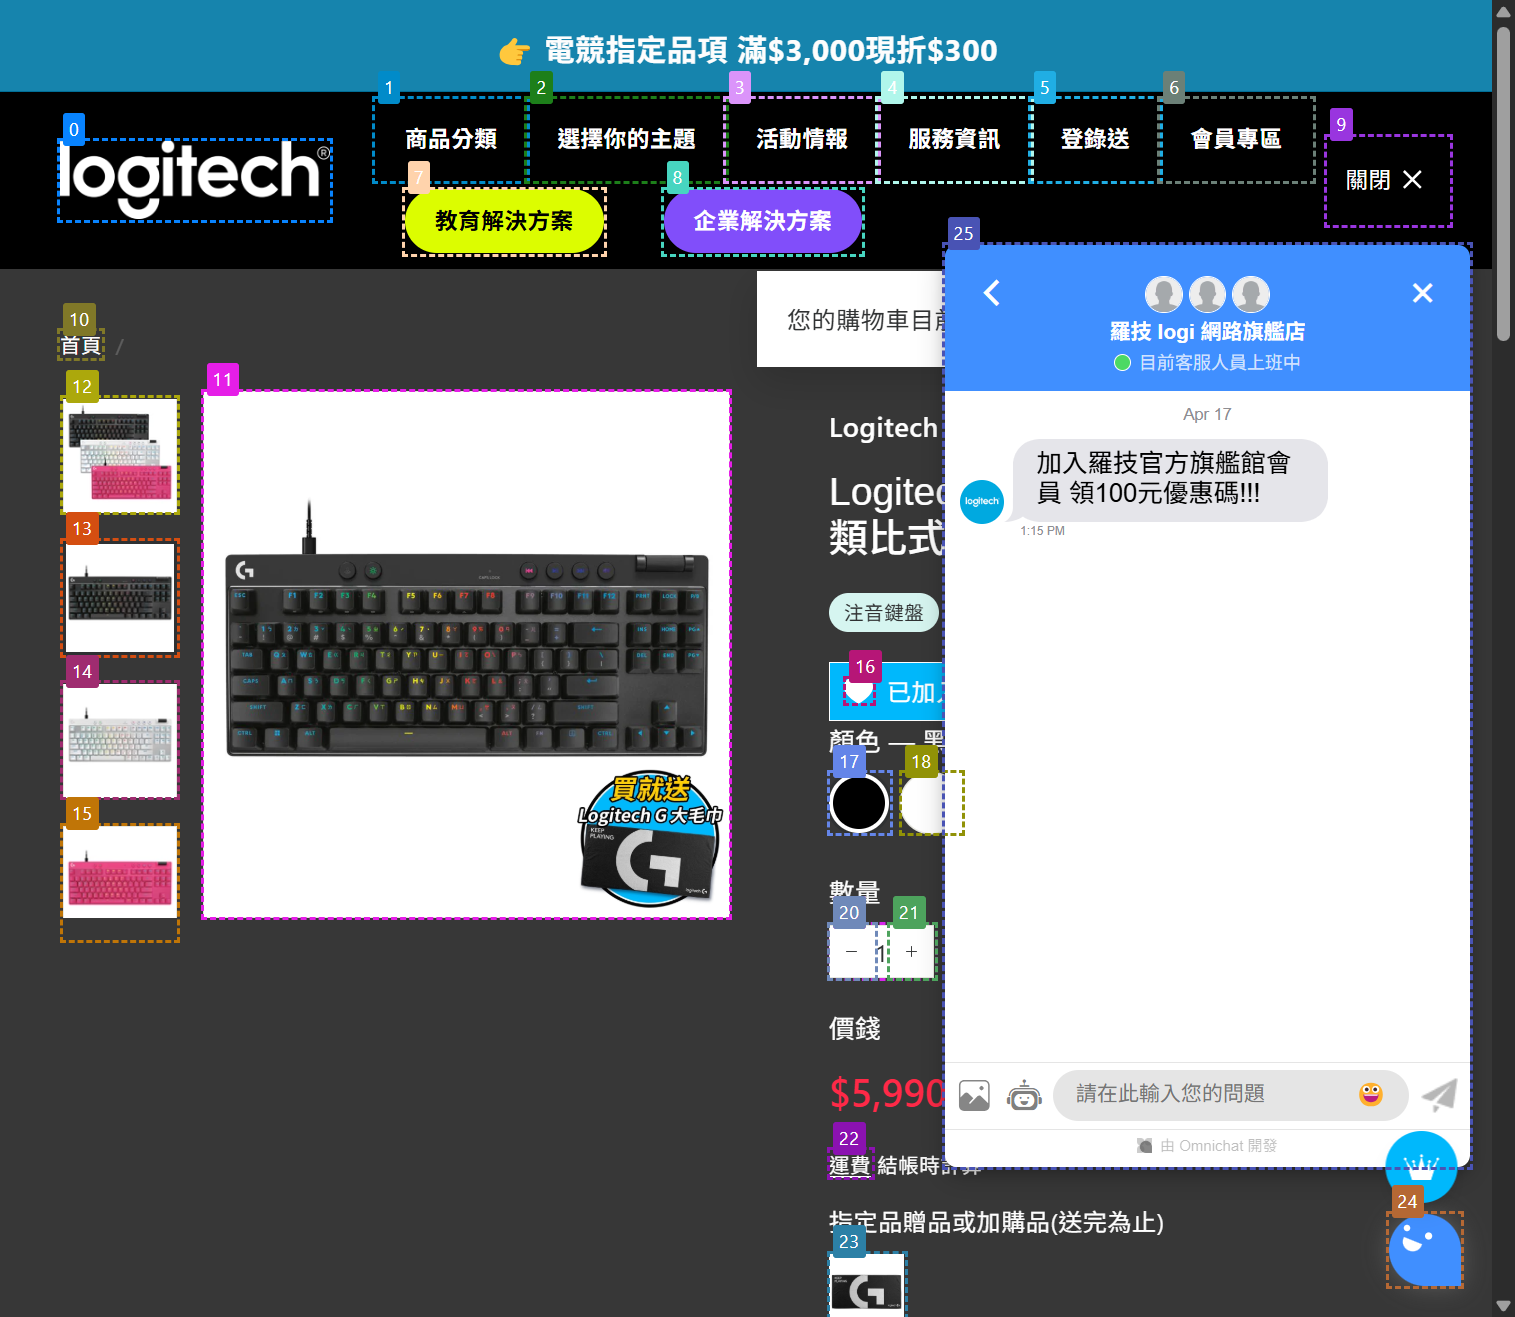 👉 電競指定品項 滿$3,000現折$300
0
1
2
3
4
5
6
logitech®
商品分類
選擇你的主題
活動情報
服務資訊
登錄送
會員專區
9
關閉
7
教育解決方案
8
企業解決方案
25
羅技 logi 網路旗艦店
目前客服人員上班中
您的購物車目前
10
首頁 /
12
11
13
14
15
買就送
Logitech G 大毛巾
KEEP PLAYING
Logitech
Logitec
類比式
注音鍵盤
16
已加入
顏色 — 黑
17
18
數量
20
21
− 1 +
價錢
$5,990
22
運費 結帳時計算
指定品贈品或加購品(送完為止)
23
Apr 17
加入羅技官方旗艦館會
員 領100元優惠碼!!!
logitech
1:15 PM
請在此輸入您的問題
由 Omnichat 開發
24